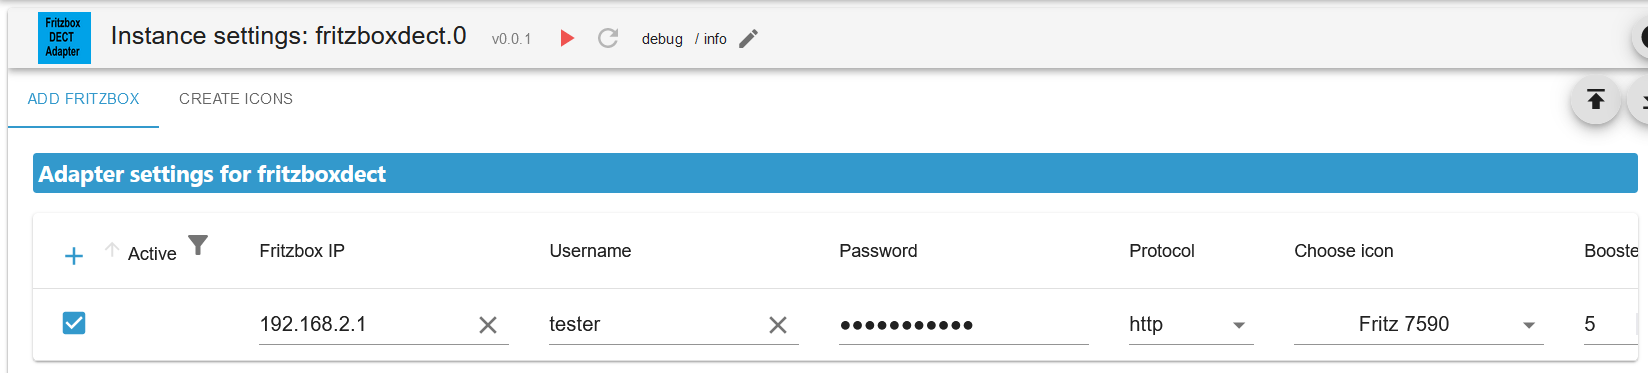 Fritzbox
DECT
Adapter
Instance settings: fritzboxdect.0 v0.0.1 debug / info
ADD FRITZBOX CREATE ICONS
Adapter settings for fritzboxdect
Active Fritzbox IP Username Password Protocol Choose icon Booste
192.168.2.1 tester ●●●●●●●●●●● http Fritz 7590 5